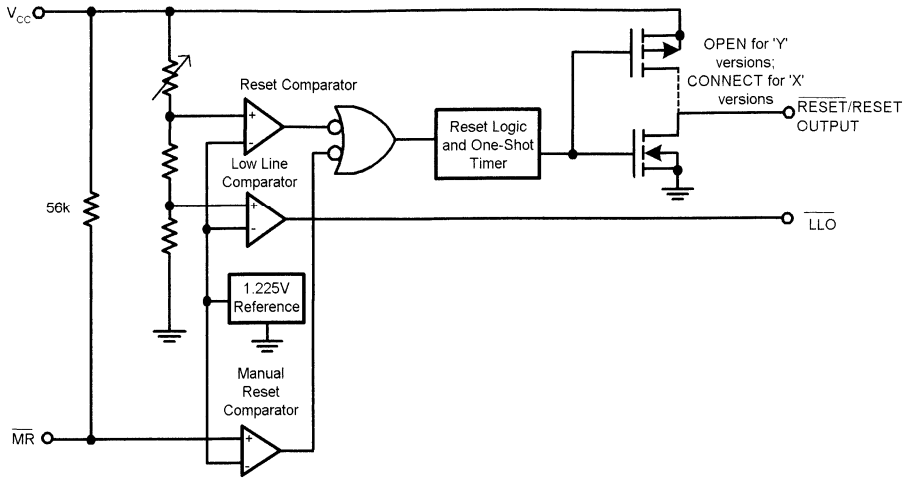 VCC
OPEN for 'Y'
versions;
CONNECT for 'X'
versions
Reset Comparator
+
-
RESET/RESET
OUTPUT
Reset Logic
and One-Shot
Timer
Low Line
Comparator
+
-
56k
LLO
1.225V
Reference
Manual
Reset
Comparator
MR
+
-